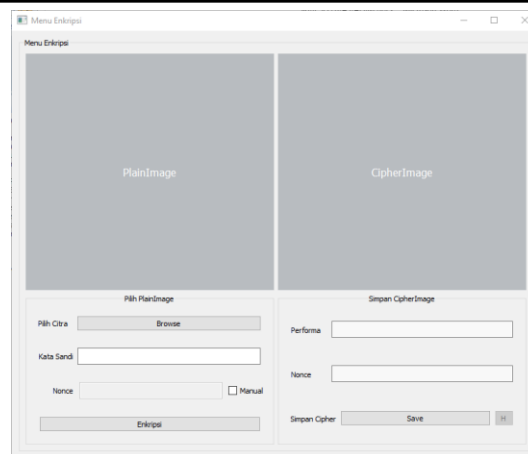 Menu Enkripsi
Menu Enkripsi
PlainImage
CipherImage
Pilih PlainImage
Pilih Citra Browse
Kata Sandi
Nonce Manual
Enkripsi
Simpan CipherImage
Performa
Nonce
Simpan Cipher Save H